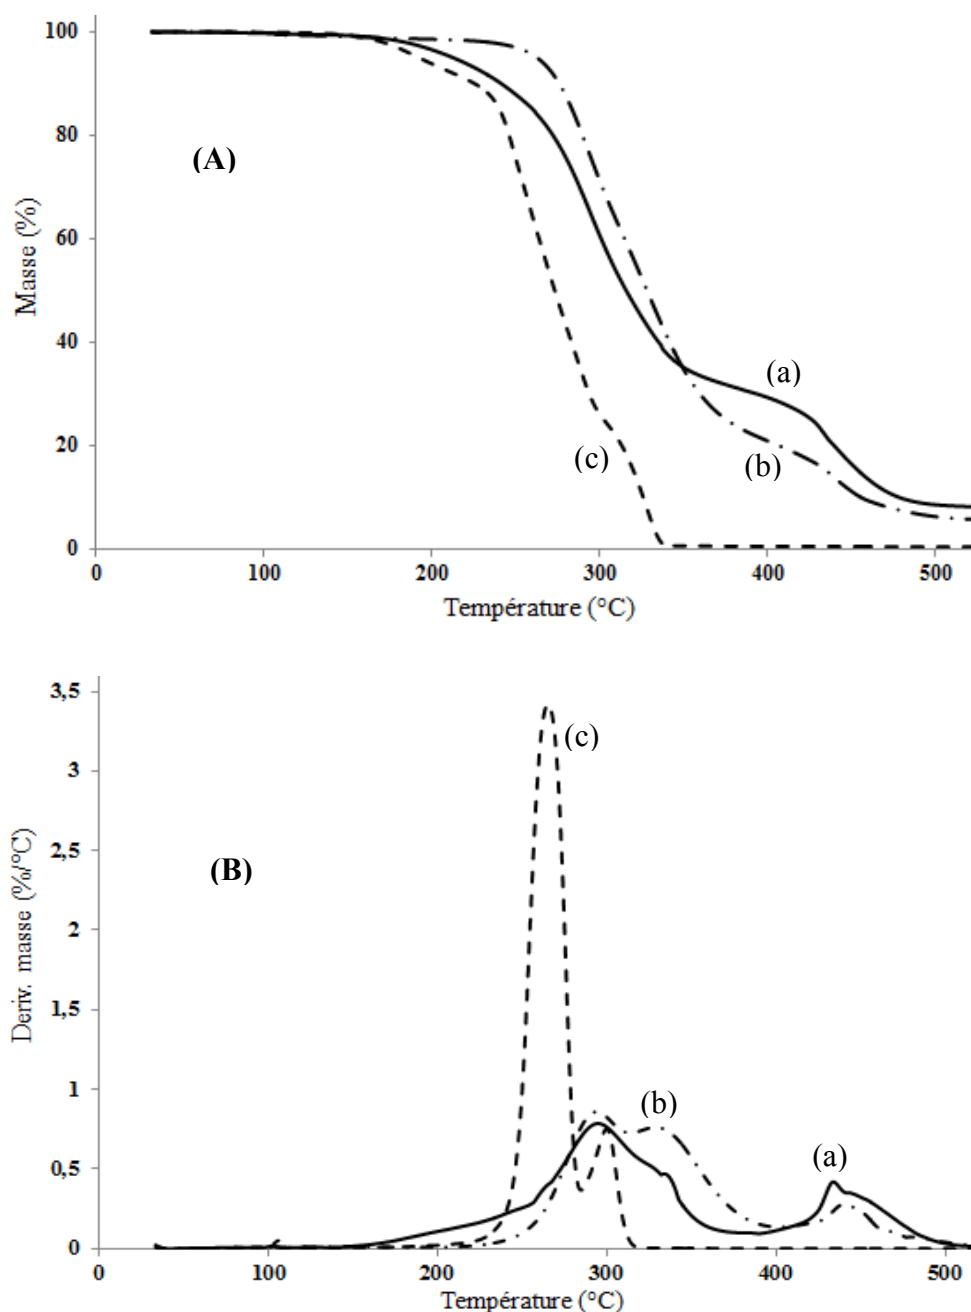 100
80
60
40
20
0
Masse (%)
(A)
(a)
(b)
(c)
0 100 200 300 400 500
Température (°C)
3,5
3
2,5
2
1,5
1
0,5
0
Deriv. masse (%/°C)
(B)
(c)
(b)
(a)
0 100 200 300 400 500
Température (°C)